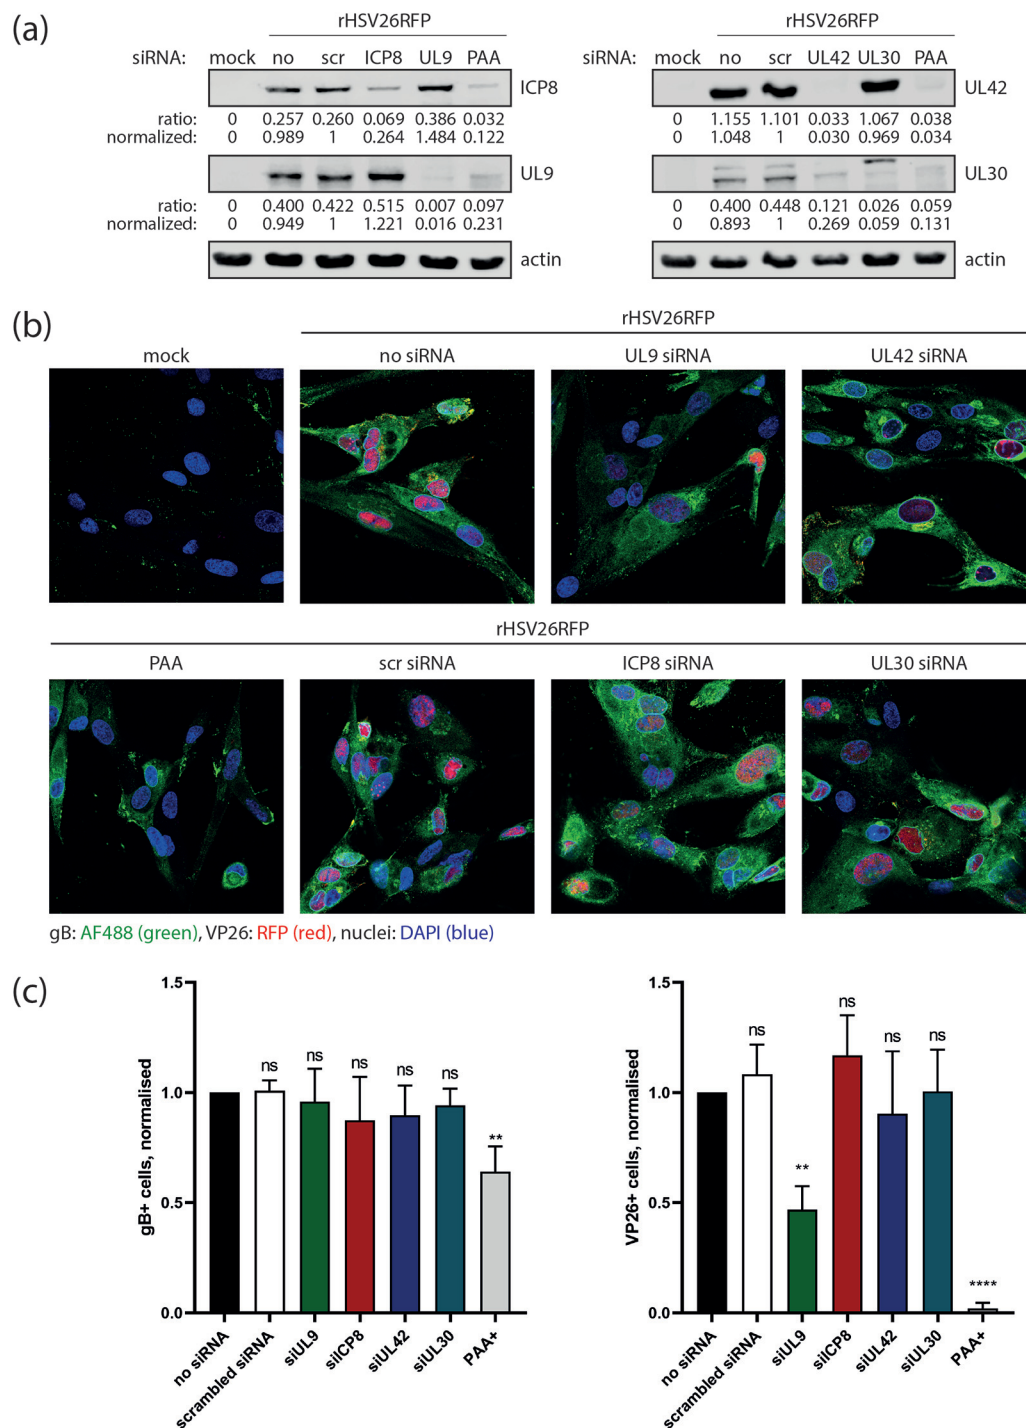 (a)
rHSV26RFP
siRNA: mock no scr ICP8 UL9 PAA
ICP8
ratio: 0 0.257 0.260 0.069 0.386 0.032
normalized: 0 0.989 1 0.264 1.484 0.122
UL9
ratio: 0 0.400 0.422 0.515 0.007 0.097
normalized: 0 0.949 1 1.221 0.016 0.231
actin
rHSV26RFP
siRNA: mock no scr UL42 UL30 PAA
UL42
ratio: 0 1.155 1.101 0.033 1.067 0.038
normalized: 0 1.048 1 0.030 0.969 0.034
UL30
ratio: 0 0.400 0.448 0.121 0.026 0.059
normalized: 0 0.893 1 0.269 0.059 0.131
actin
(b)
rHSV26RFP
mock no siRNA UL9 siRNA UL42 siRNA
rHSV26RFP
PAA scr siRNA ICP8 siRNA UL30 siRNA
gB: AF488 (green), VP26: RFP (red), nuclei: DAPI (blue)
(c)
gB+ cells, normalised
1.5
1.0
0.5
0.0
ns ns ns ns ns **
no siRNA
scrambled siRNA
siUL9
siICP8
siUL42
siUL30
PAA+
VP26+ cells, normalised
1.5
1.0
0.5
0.0
ns ** ns ns ns ****
no siRNA
scrambled siRNA
siUL9
siICP8
siUL42
siUL30
PAA+